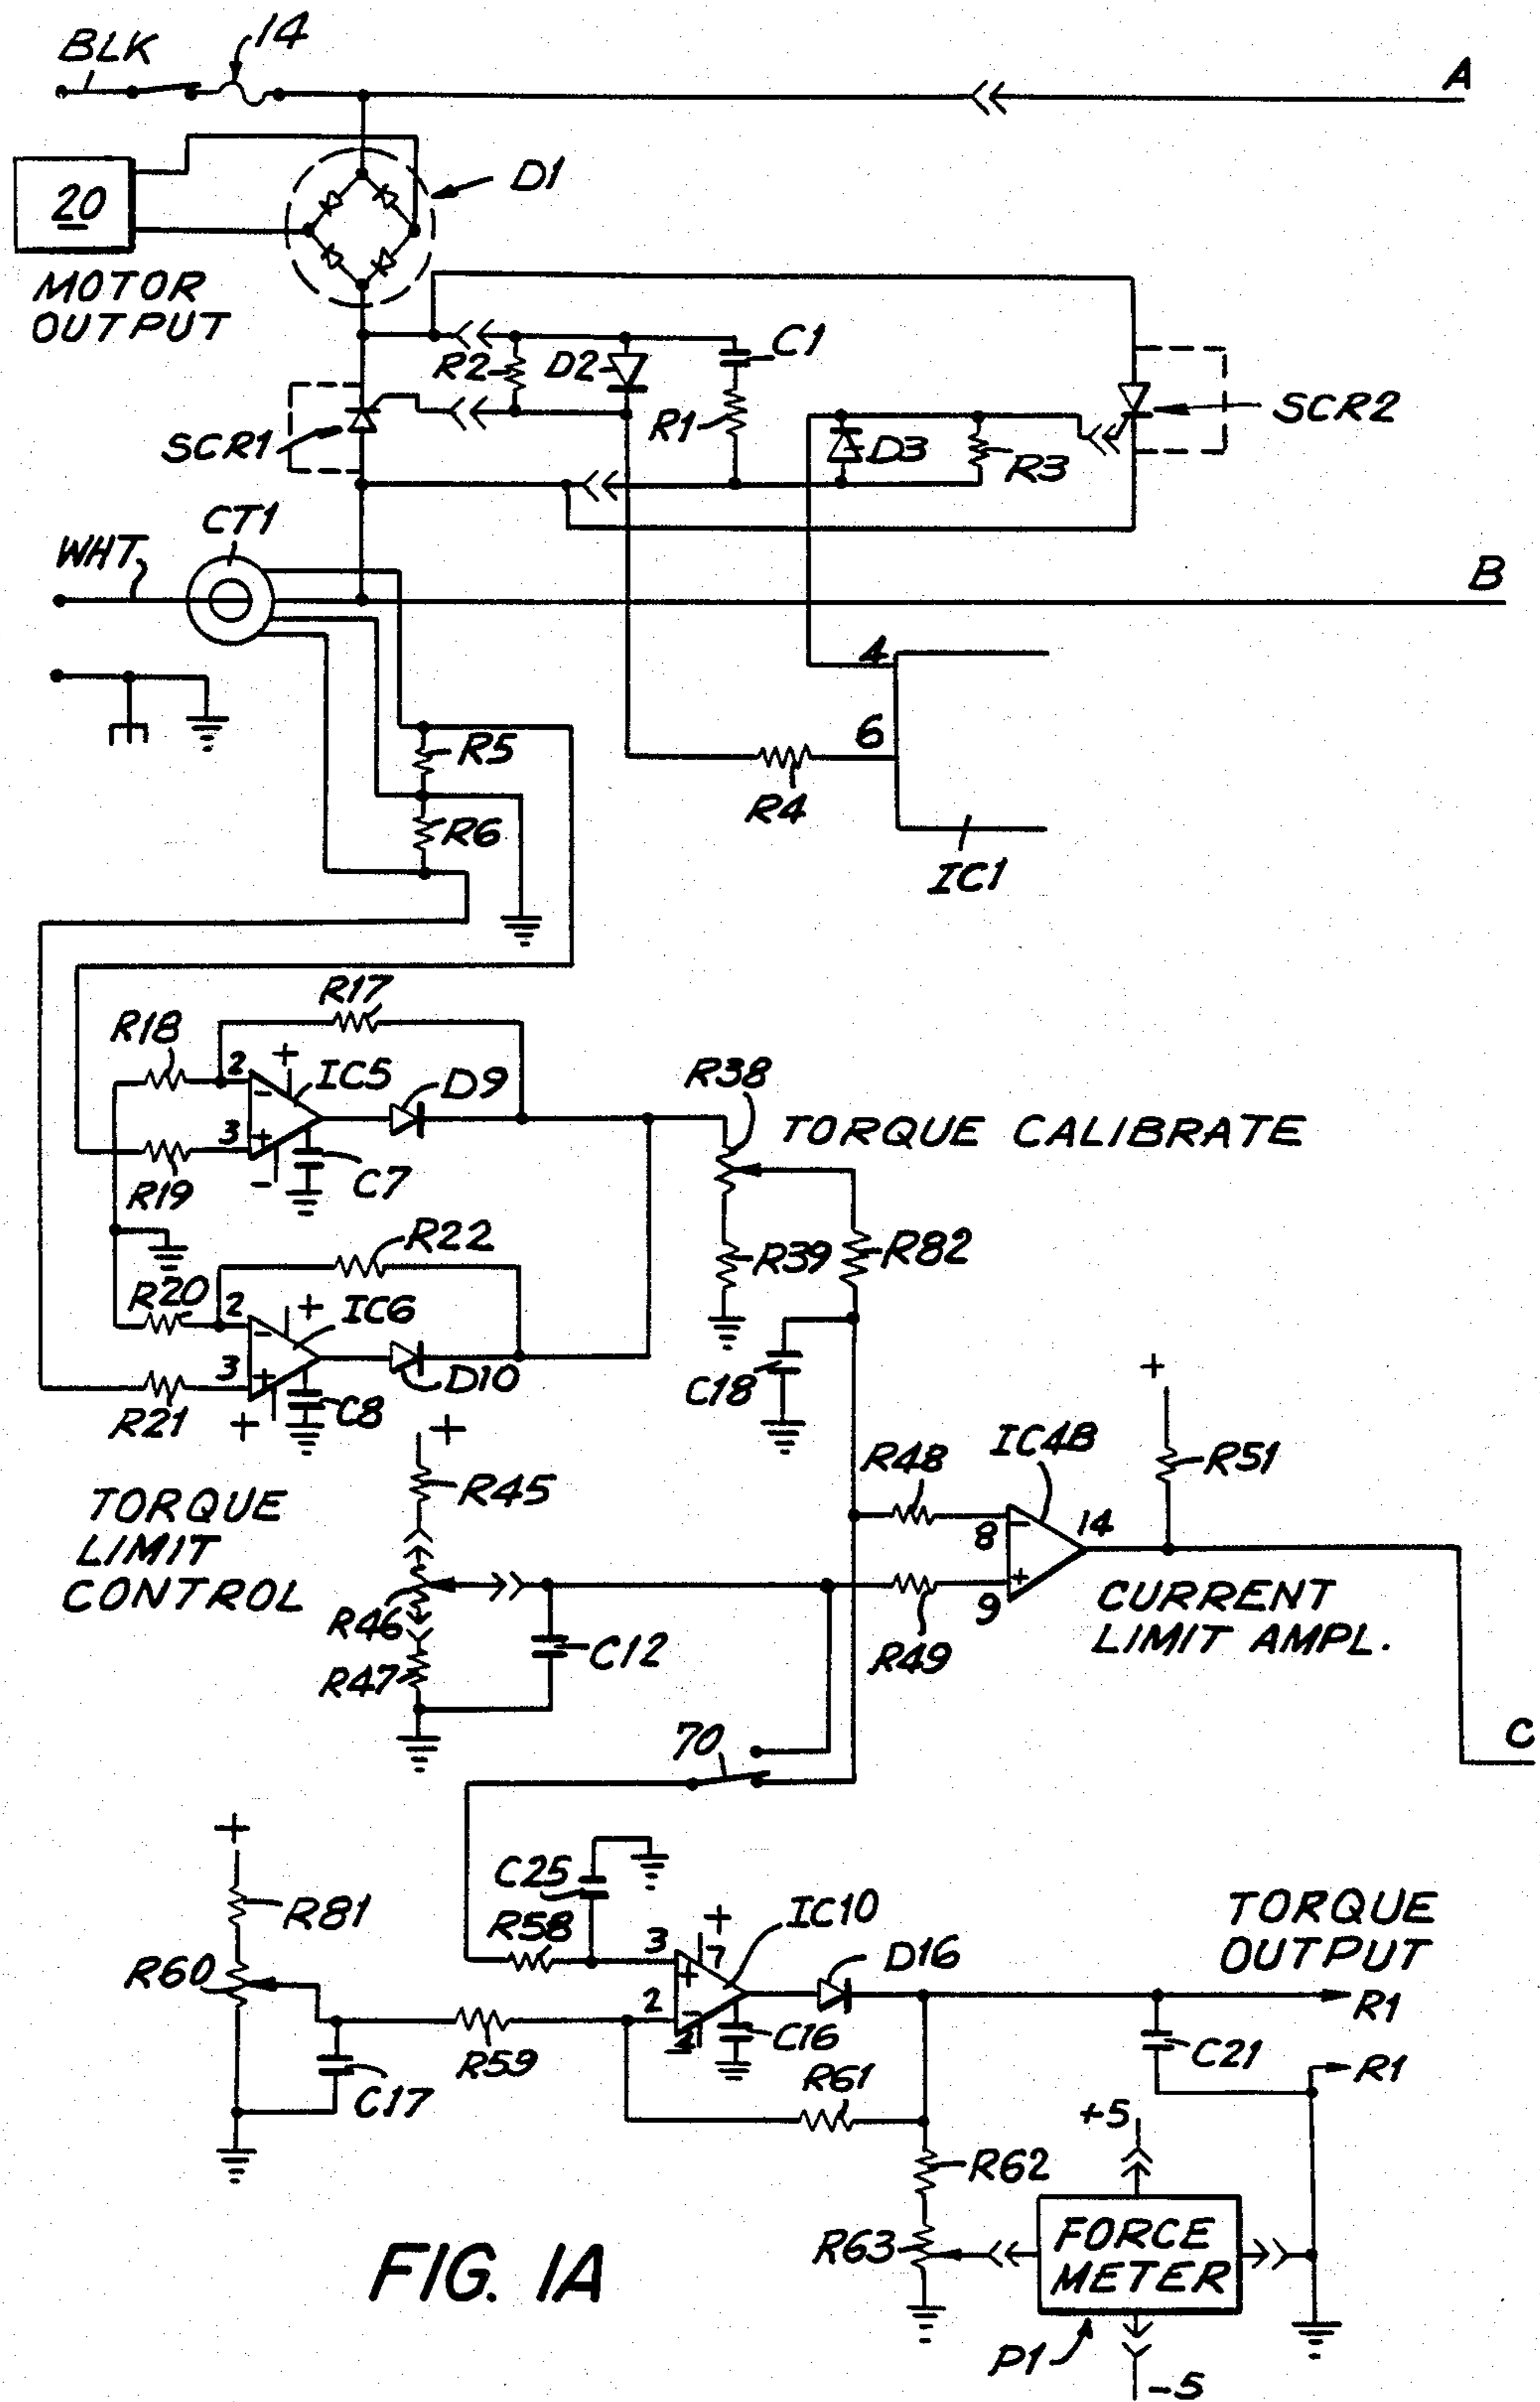 BLK
14
A
20
D1
MOTOR
OUTPUT
C1
R2
D2
R1
SCR2
SCR1
D3
R3
CT1
WHT
B
4
6
R5
R4
R6
IC1
R17
R18
2
+
IC5
D9
R38
TORQUE CALIBRATE
-
3
+
R19
-
C7
R22
R39
R82
R20
2
+
IC6
-
3
+
D10
R21
+
C8
C18
+
+
R45
R48
IC4B
R51
TORQUE
LIMIT
CONTROL
8
-
14
R46
9
+
CURRENT
LIMIT AMPL.
R47
C12
R49
70
C
+
R81
C25
R58
3
+
7
IC10
D16
TORQUE
OUTPUT
R60
+
2
-
4
C16
R1
R59
C17
R61
C21
R1
+5
R62
R63
FORCE
METER
FIG. 1A
P1
-5